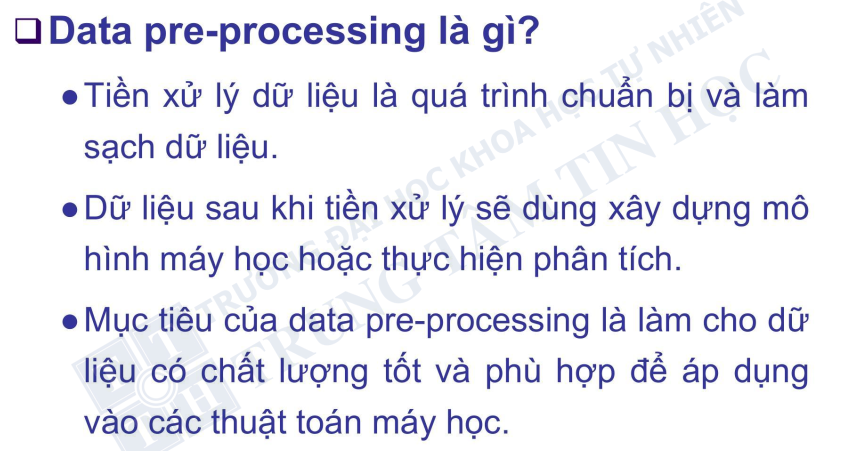 Data pre-processing là gì?
Tiền xử lý dữ liệu là quá trình chuẩn bị và làm
sạch dữ liệu.
Dữ liệu sau khi tiền xử lý sẽ dùng xây dựng mô
hình máy học hoặc thực hiện phân tích.
Mục tiêu của data pre-processing là làm cho dữ
liệu có chất lượng tốt và phù hợp để áp dụng
vào các thuật toán máy học.
TRƯỜNG ĐẠI HỌC KHOA HỌC TỰ NHIÊN
TRUNG TÂM TIN HỌC